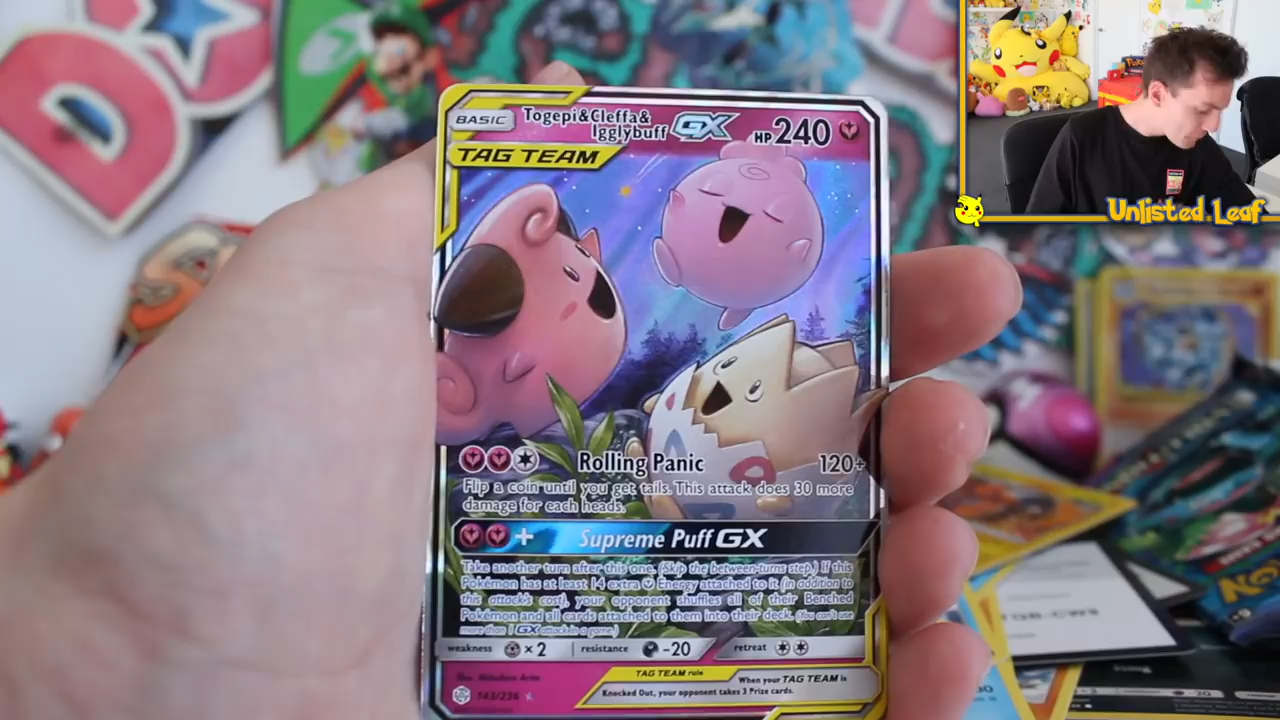 BASIC
Togepi&Cleffa&
Igglybuff GX
HP 240
TAG TEAM
Unlisted Leaf
Rolling Panic 120+
Flip a coin until you get tails. This attack does 30 more
damage for each heads.
+ Supreme Puff GX
Take another turn after this one. (Skip the between-turns step.) If this
Pokémon has at least 14 extra Energy attached to it (in addition to
this attack's cost), your opponent shuffles all of their Benched
Pokémon and all cards attached to them into their deck. (You can't use
more than 1 GX attack in a game.)
weakness ×2 resistance -20 retreat
TAG TEAM rule When your TAG TEAM is
Knocked Out, your opponent takes 3 Prize cards.
Illus. Mitsuhiro Arita
143/236